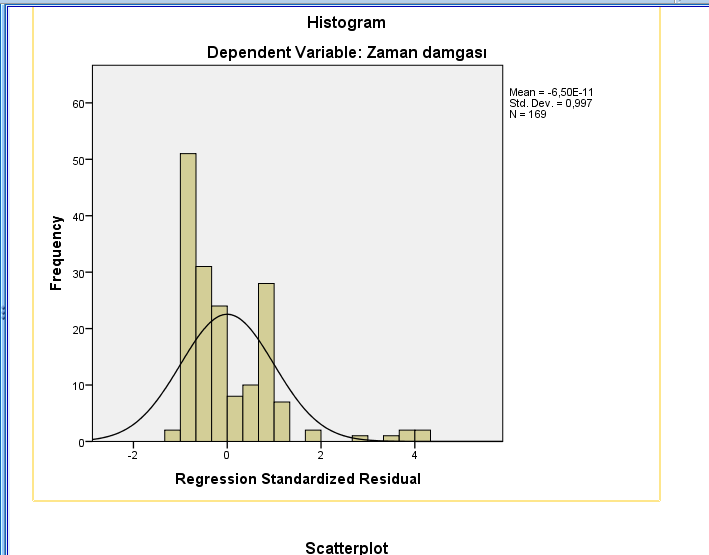 Histogram
Dependent Variable: Zaman damgası
Mean = -6,50E-11
Std. Dev. = 0,997
N = 169
60
50
40
30
20
10
0
Frequency
-2
0
2
4
Regression Standardized Residual
Scatterplot